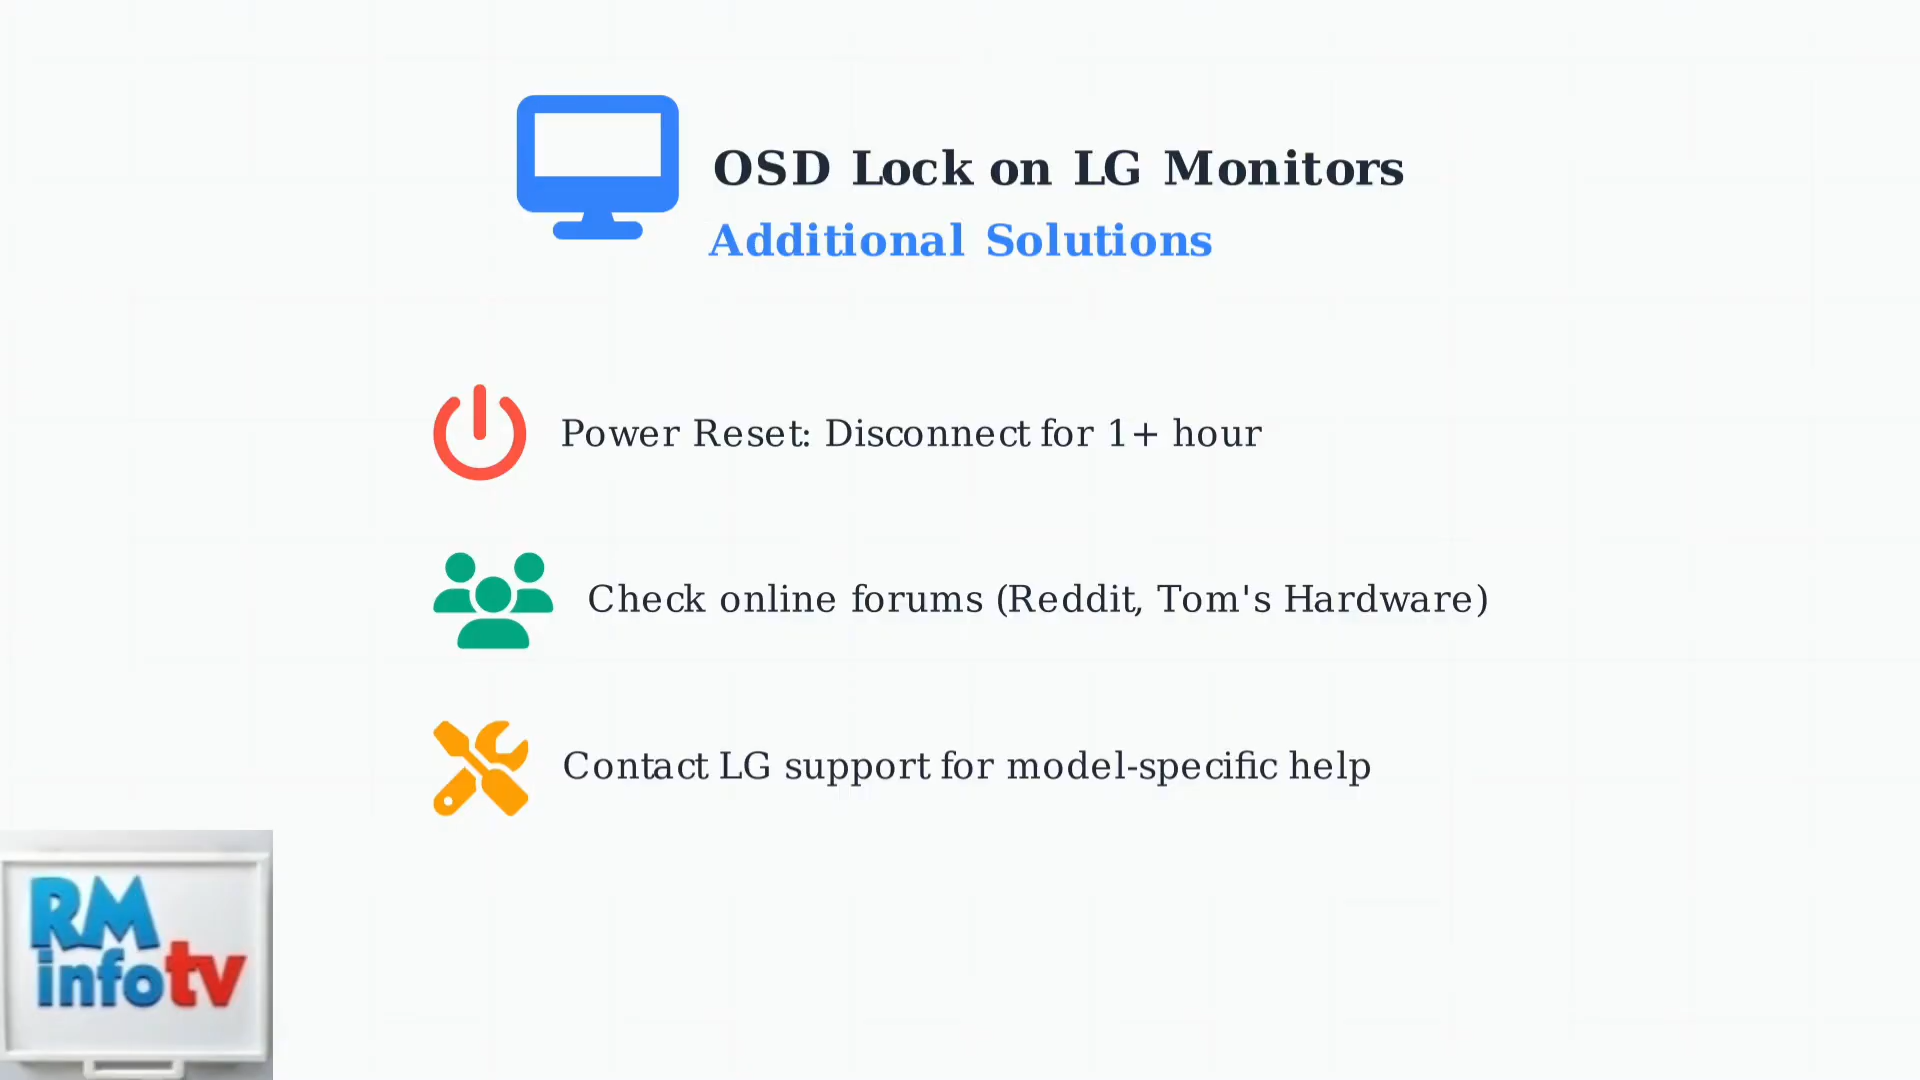 OSD Lock on LG Monitors
Additional Solutions
Power Reset: Disconnect for 1+ hour
Check online forums (Reddit, Tom's Hardware)
Contact LG support for model-specific help
RM
infotv